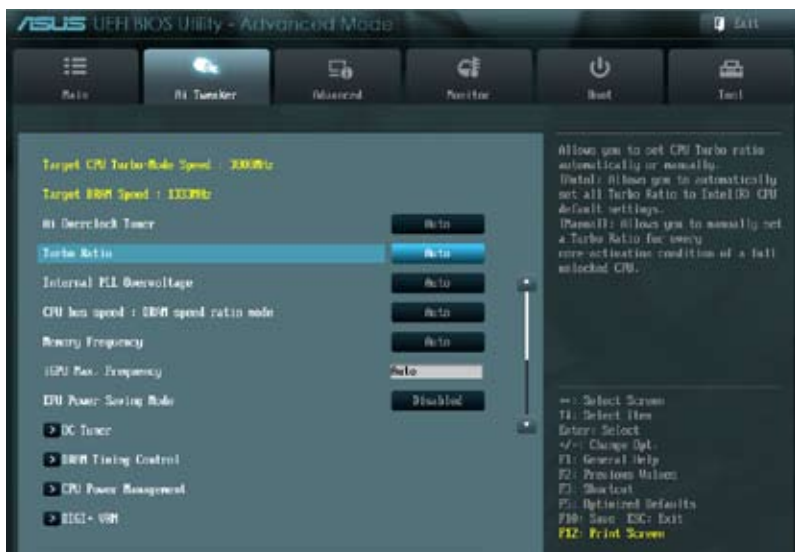 ASUS UEFI BIOS Utility - Advanced Mode
Exit
Main
Ai Tweaker
Advanced
Monitor
Boot
Tool
Target CPU Turbo-Mode Speed : 3800MHz
Target DRAM Speed : 1333MHz
Ai Overclock Tuner Auto
Turbo Ratio Auto
Internal PLL Overvoltage Auto
CPU bus speed : DRAM speed ratio mode Auto
Memory Frequency Auto
iGPU Max. Frequency Auto
EPU Power Saving Mode Disabled
> OC Tuner
> DRAM Timing Control
> CPU Power Management
> DIGI+ VRM
Allows you to set CPU Turbo ratio
automatically or manually.
[Auto]: Allows you to automatically
set all Turbo Ratio to Intel(R) CPU
default settings.
[Manual]: Allows you to manually set
a Turbo Ratio for every
core-activation condition of a full
unlocked CPU.
→←: Select Screen
↑↓: Select Item
Enter: Select
+/-: Change Opt.
F1: General Help
F2: Previous Values
F3: Shortcut
F5: Optimized Defaults
F10: Save ESC: Exit
F12: Print Screen